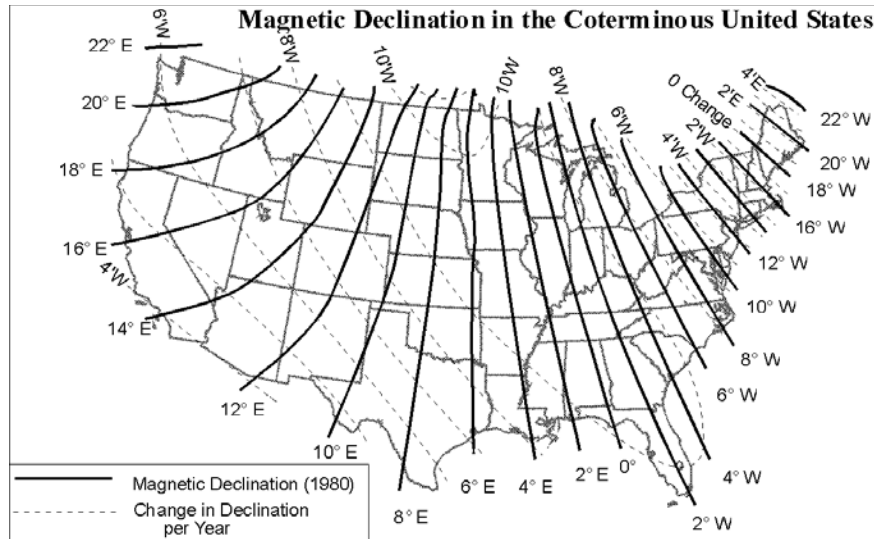 Magnetic Declination in the Coterminous United States
22° E
20° E
18° E
16° E
14° E
12° E
10° E
8° E
6° E
4° E
2° E
0°
2° W
4° W
6° W
8° W
10° W
12° W
16° W
18° W
20° W
22° W
6'W
8'W
10'W
10'W
8'W
6'W
4'W
2'W
0 Change
2'E
4'E
4'W
Magnetic Declination (1980)
Change in Declination
per Year